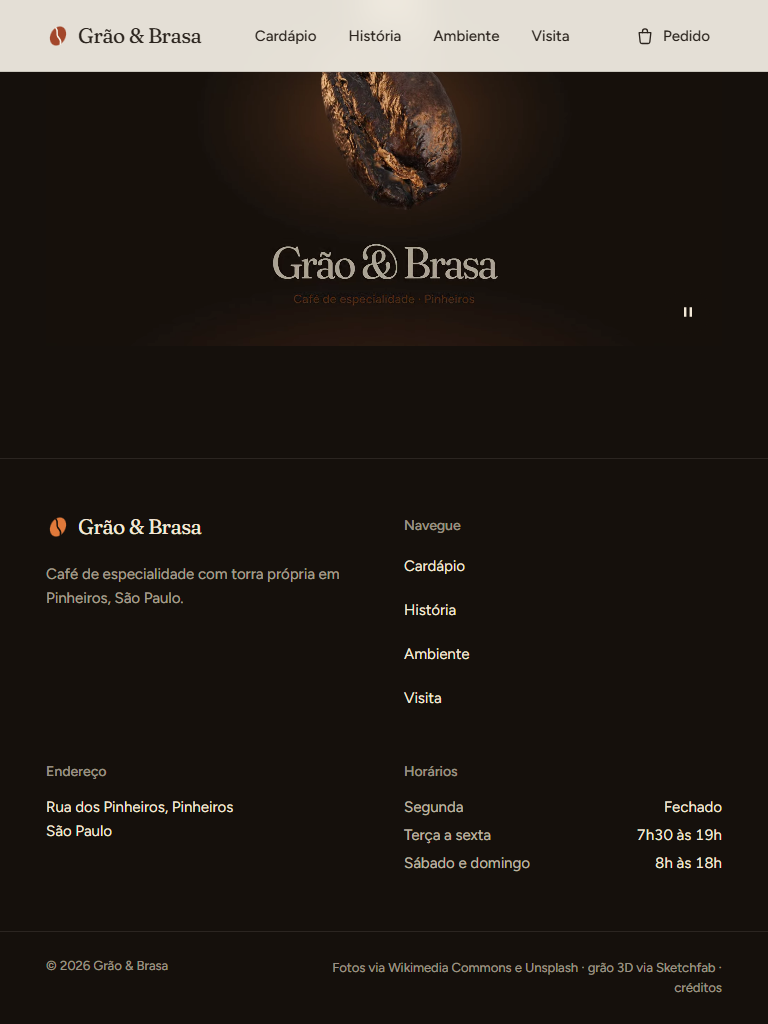 Grão & Brasa
Cardápio
História
Ambiente
Visita
Pedido
Grão & Brasa
Café de especialidade · Pinheiros
Grão & Brasa
Café de especialidade com torra própria em
Pinheiros, São Paulo.
Navegue
Cardápio
História
Ambiente
Visita
Endereço
Rua dos Pinheiros, Pinheiros
São Paulo
Horários
Segunda Fechado
Terça a sexta 7h30 às 19h
Sábado e domingo 8h às 18h
© 2026 Grão & Brasa
Fotos via Wikimedia Commons e Unsplash · grão 3D via Sketchfab ·
créditos